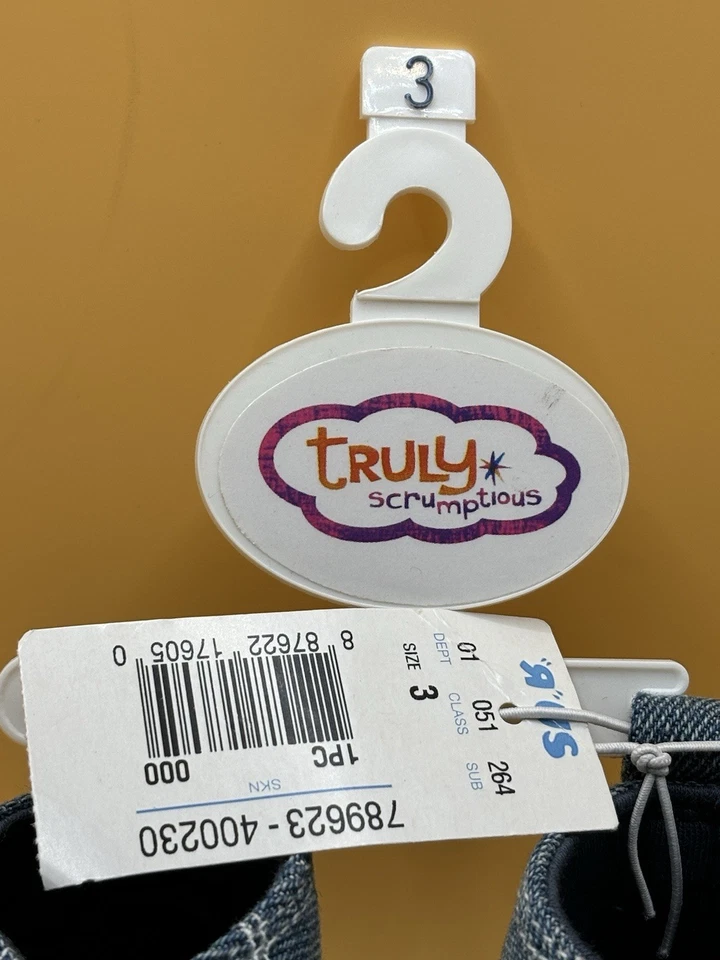 3
TRULY
scrumptious
"R"US
DEPT 01
CLASS 051
SUB 264
SIZE 3
8 87622 17605 0
1PC 000
SKN
789623-400230